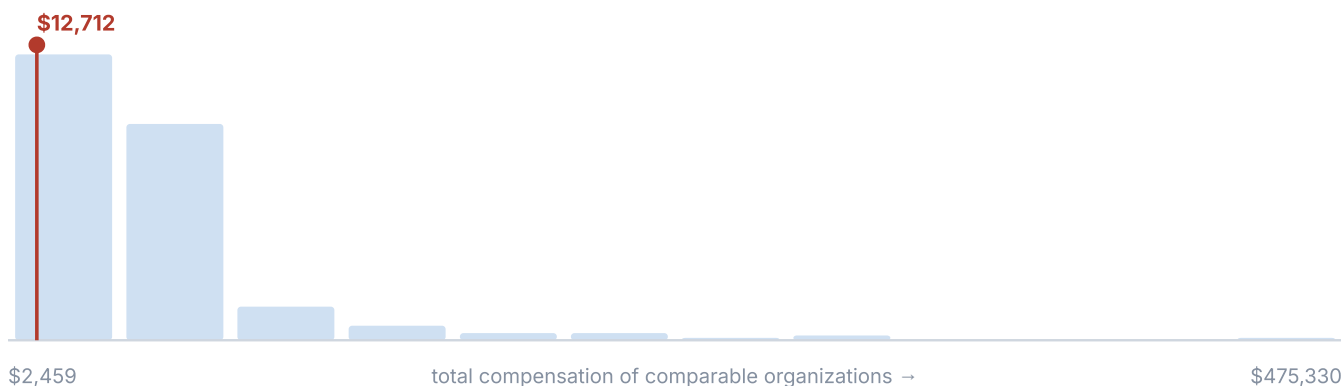 $12,712
$2,459 total compensation of comparable organizations → $475,330